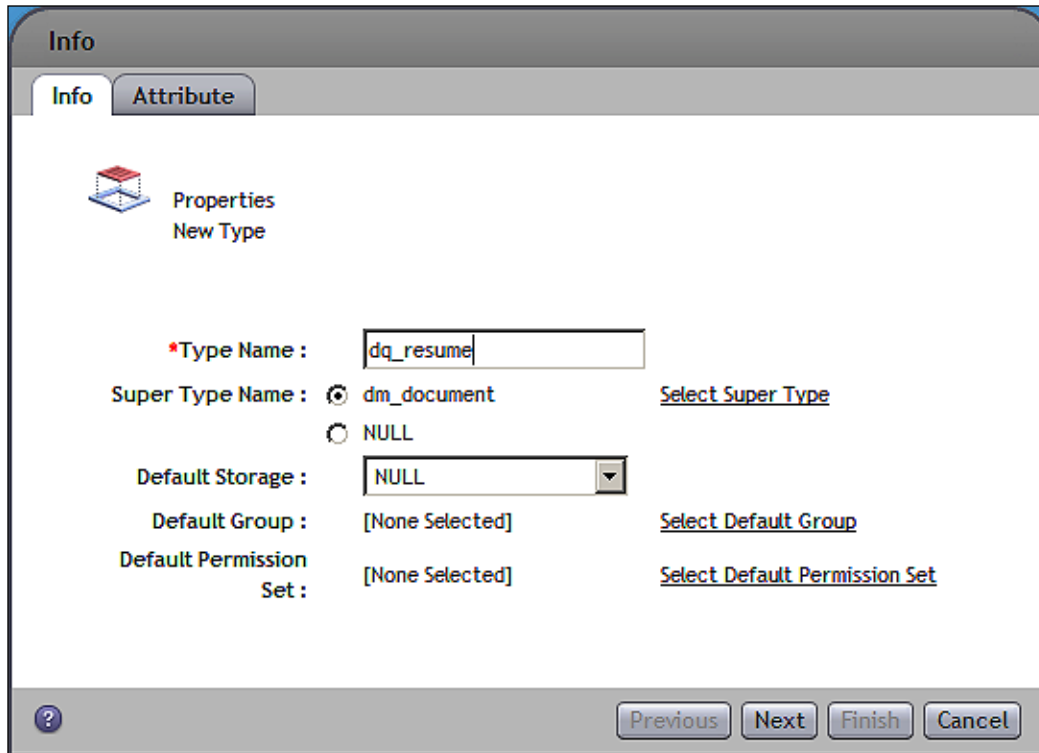 Info
Info Attribute
Properties
New Type
*Type Name : dq_resume
Super Type Name : dm_document Select Super Type
NULL
Default Storage : NULL
Default Group : [None Selected] Select Default Group
Default Permission
Set : [None Selected] Select Default Permission Set
? Previous Next Finish Cancel